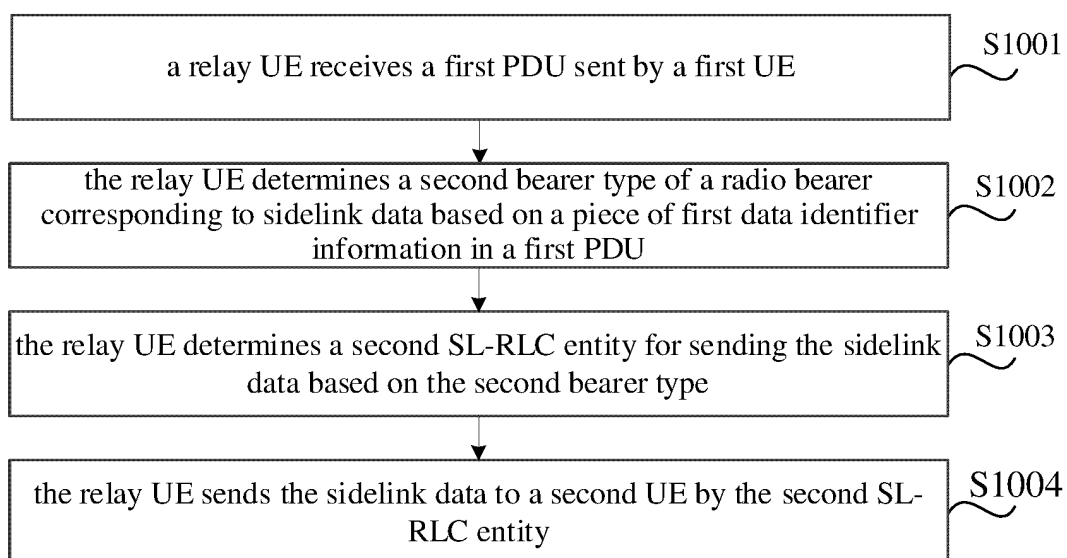 a relay UE receives a first PDU sent by a first UE
S1001
the relay UE determines a second bearer type of a radio bearer
corresponding to sidelink data based on a piece of first data identifier
information in a first PDU
S1002
the relay UE determines a second SL-RLC entity for sending the sidelink
data based on the second bearer type
S1003
the relay UE sends the sidelink data to a second UE by the second SL-
RLC entity
S1004